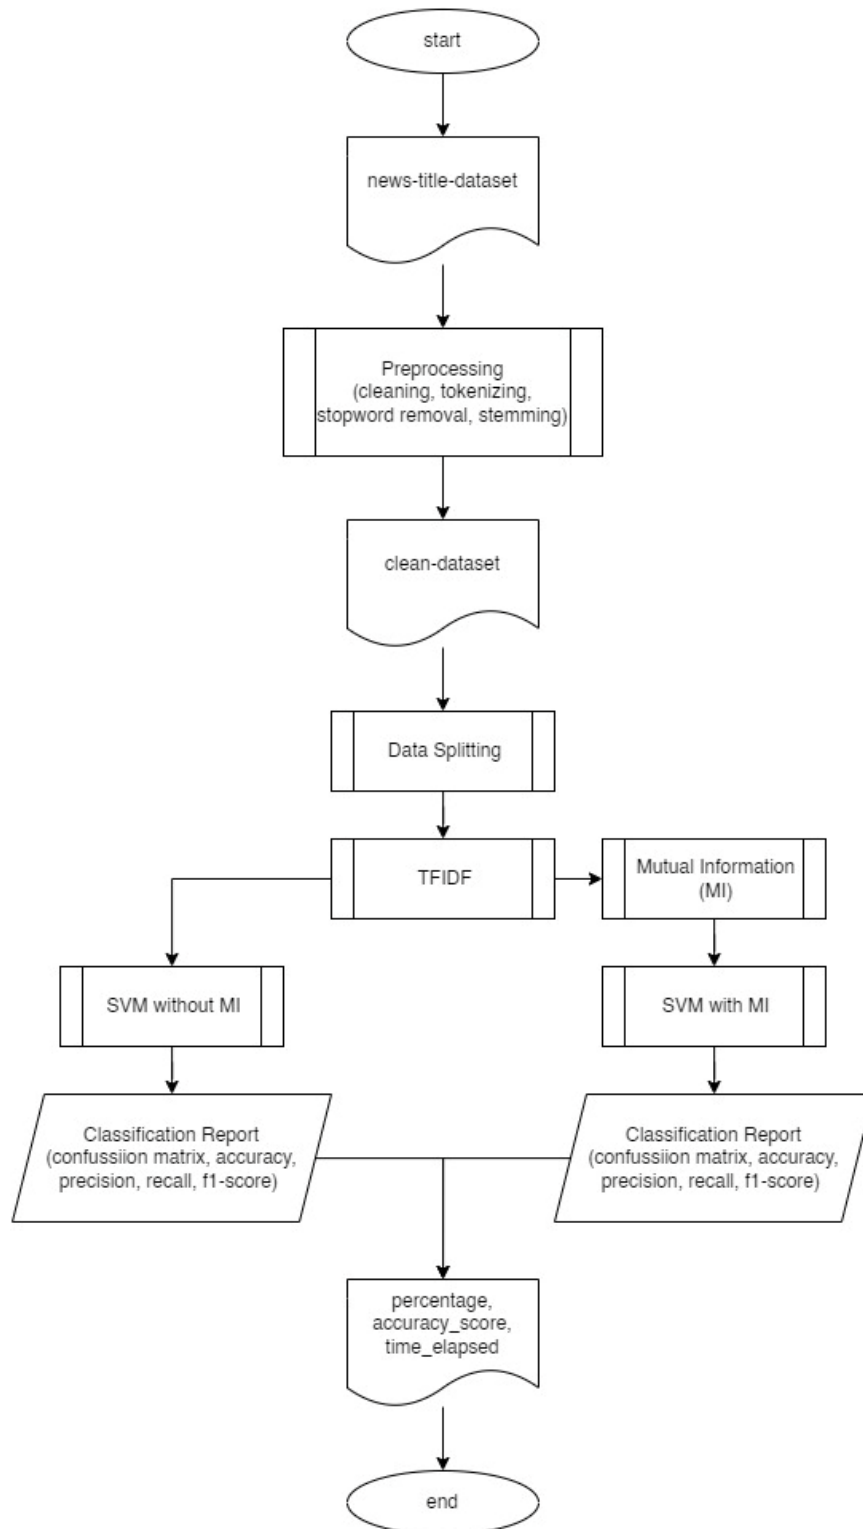 start
news-title-dataset
Preprocessing
(cleaning, tokenizing,
stopword removal, stemming)
clean-dataset
Data Splitting
TFIDF
Mutual Information
(MI)
SVM without MI
SVM with MI
Classification Report
(confussiion matrix, accuracy,
precision, recall, f1-score)
Classification Report
(confussiion matrix, accuracy,
precision, recall, f1-score)
percentage,
accuracy_score,
time_elapsed
end